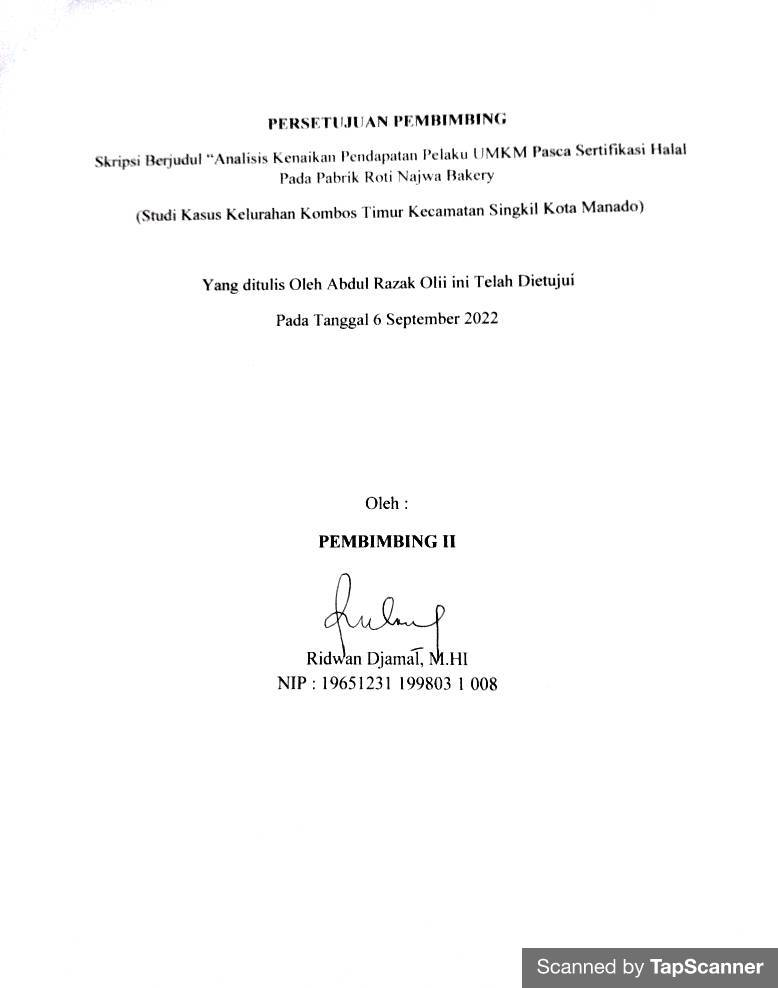 PERSETUJUAN PEMBIMBING
Skripsi Berjudul “Analisis Kenaikan Pendapatan Pelaku UMKM Pasca Sertifikasi Halal
Pada Pabrik Roti Najwa Bakery
(Studi Kasus Kelurahan Kombos Timur Kecamatan Singkil Kota Manado)
Yang ditulis Oleh Abdul Razak Olii ini Telah Dietujui
Pada Tanggal 6 September 2022
Oleh :
PEMBIMBING II
Ridwan Djamal, M.HI
NIP : 19651231 199803 1 008
Scanned by TapScanner